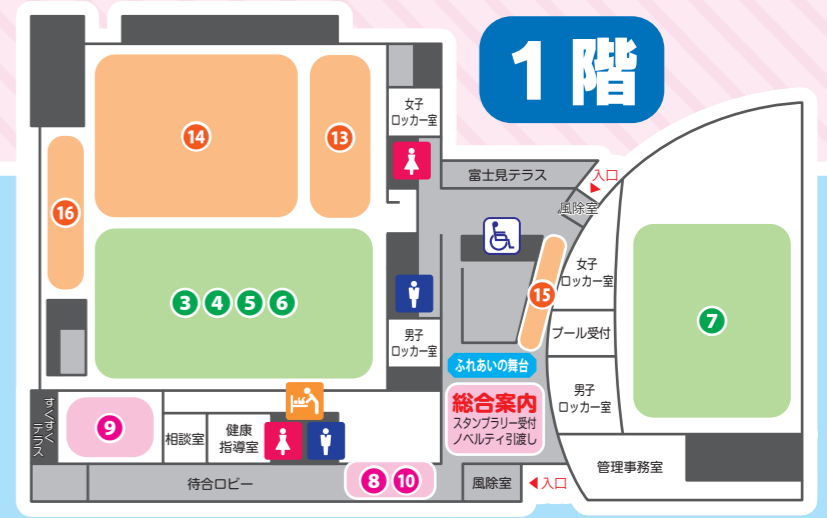 1階
女子
ロッカー室
14
13
富士見テラス
入口
風除室
16
女子
ロッカー室
15
3 4 5 6
7
プール受付
男子
ロッカー室
ふれあいの舞台
男子
ロッカー室
総合案内
スタンプラリー受付
ノベルティ引渡し
すくすく
テラス
9
相談室
健康
指導室
管理事務室
待合ロビー
8 10
風除室
入口